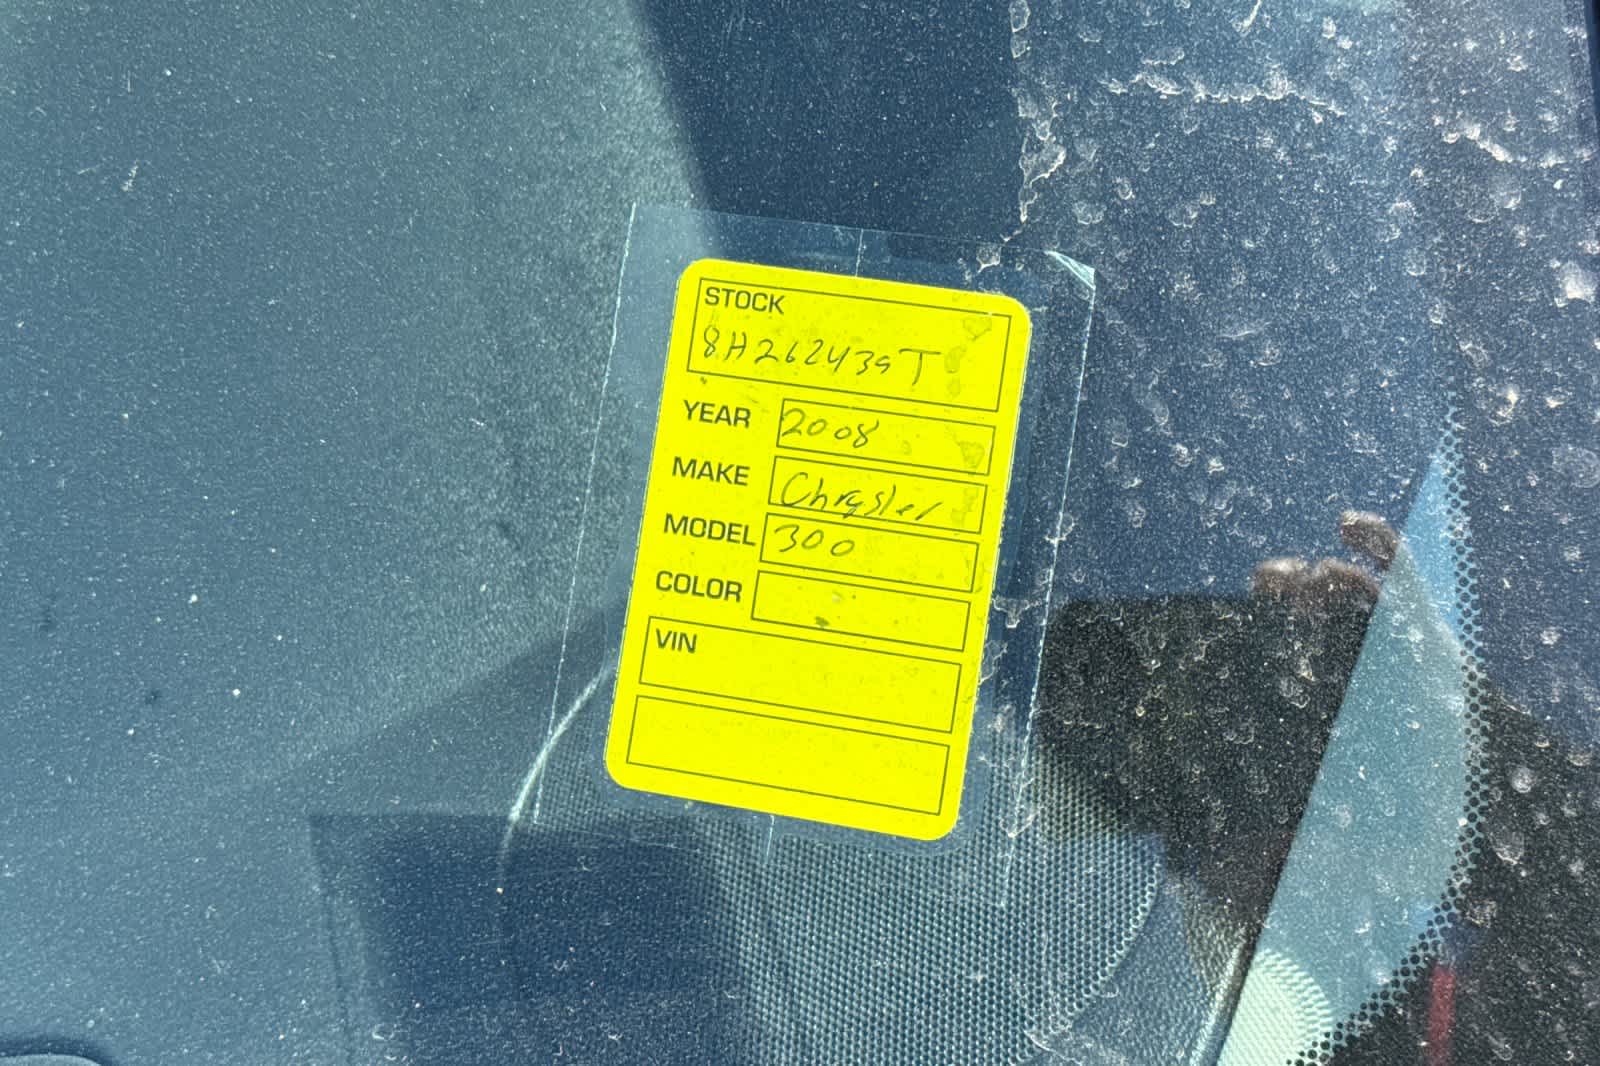 STOCK
8H262439T
YEAR 2008
MAKE Chrysler
MODEL 300
COLOR
VIN